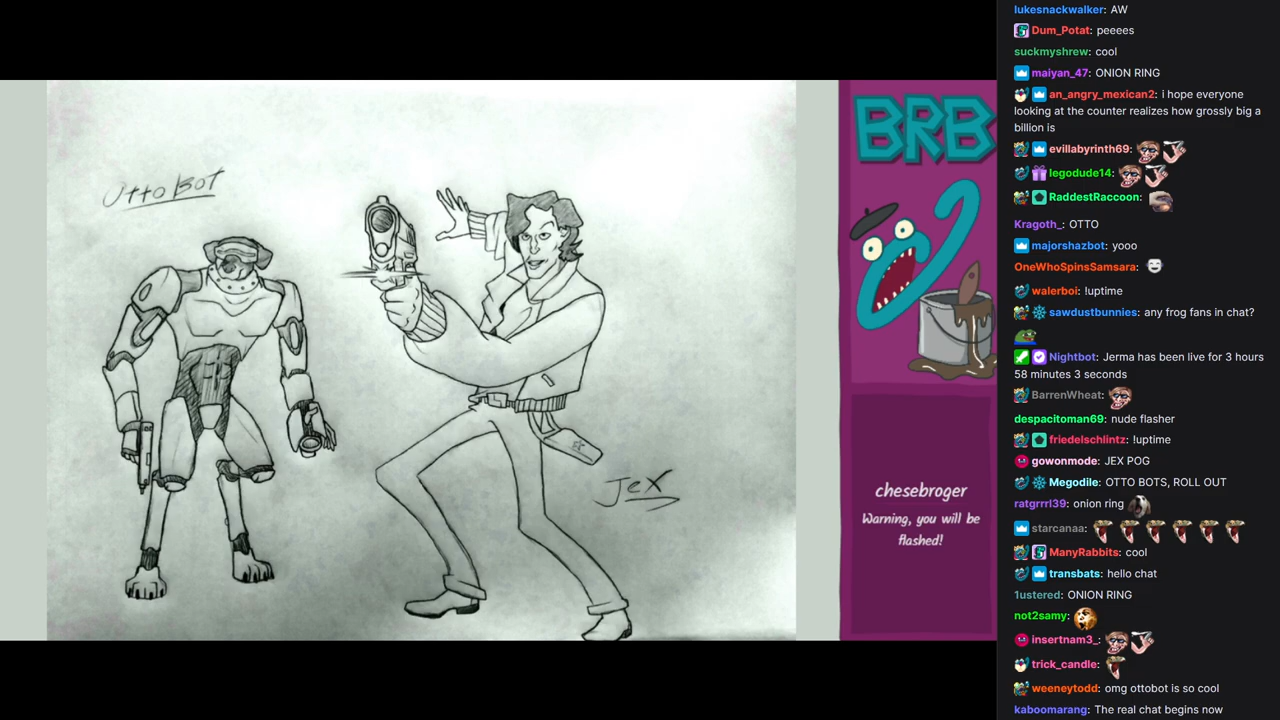 Otto Bot
Jex
BRB
chesebroger
Warning, you will be
flashed!
lukesnackwalker: AW
Dum_Potat: peeees
suckmyshrew: cool
maiyan_47: ONION RING
an_angry_mexican2: i hope everyone
looking at the counter realizes how grossly big a
billion is
evillabyrinth69:
legodude14:
RaddestRaccoon:
Kragoth_: OTTO
majorshazbot: yooo
OneWhoSpinsSamsara:
walerboi: !uptime
sawdustbunnies: any frog fans in chat?
Nightbot: Jerma has been live for 3 hours
58 minutes 3 seconds
BarrenWheat:
despacitoman69: nude flasher
friedelschlintz: !uptime
gowonmode: JEX POG
Megodile: OTTO BOTS, ROLL OUT
ratgrrrl39: onion ring
starcanaa:
ManyRabbits: cool
transbats: hello chat
1ustered: ONION RING
not2samy:
insertnam3_:
trick_candle:
weeneytodd: omg ottobot is so cool
kaboomarang: The real chat begins now